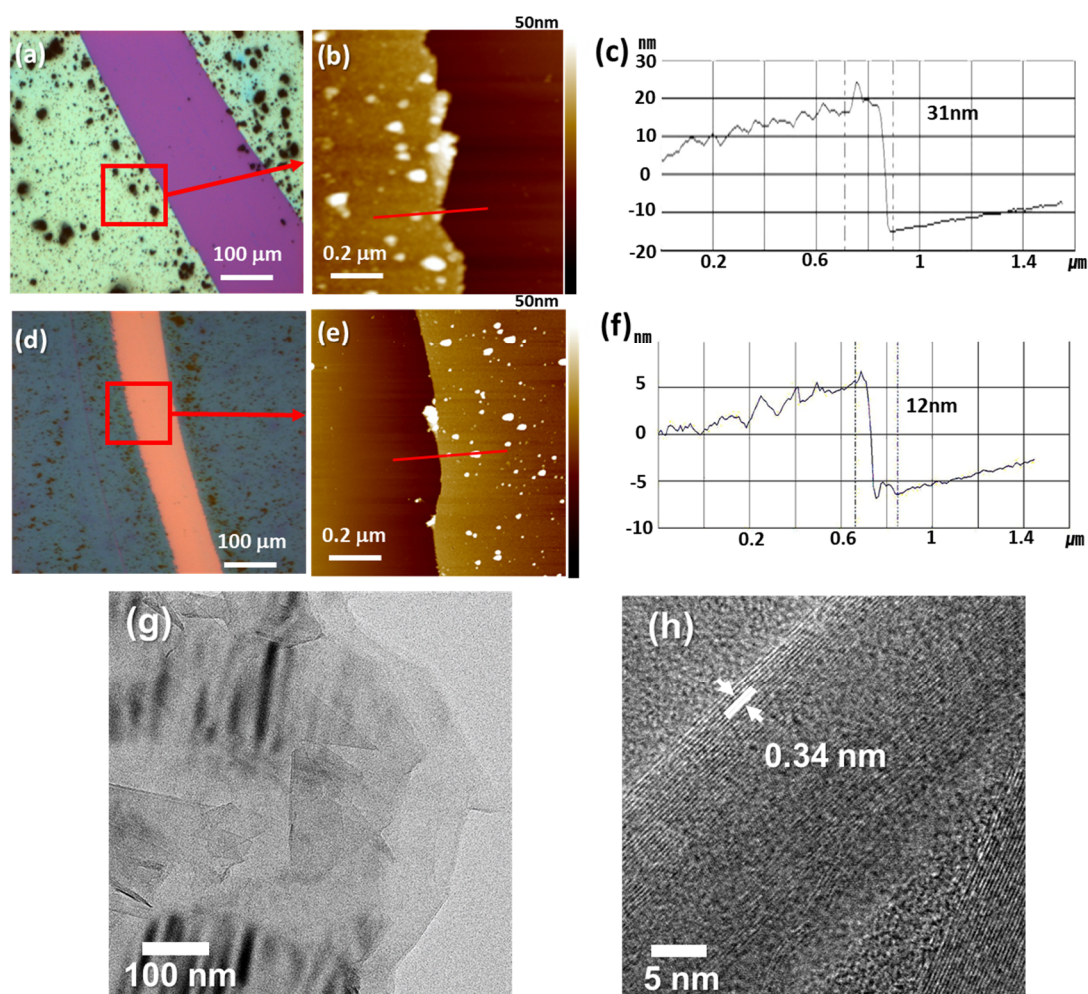 (a)
100 μm
(b)
50nm
0.2 μm
(c)
nm
30
20
10
0
-10
-20
31nm
0.2
0.6
1
1.4
μm
(d)
100 μm
(e)
50nm
0.2 μm
(f)
nm
5
0
-5
-10
12nm
0.2
0.6
1
1.4
μm
(g)
100 nm
(h)
0.34 nm
5 nm